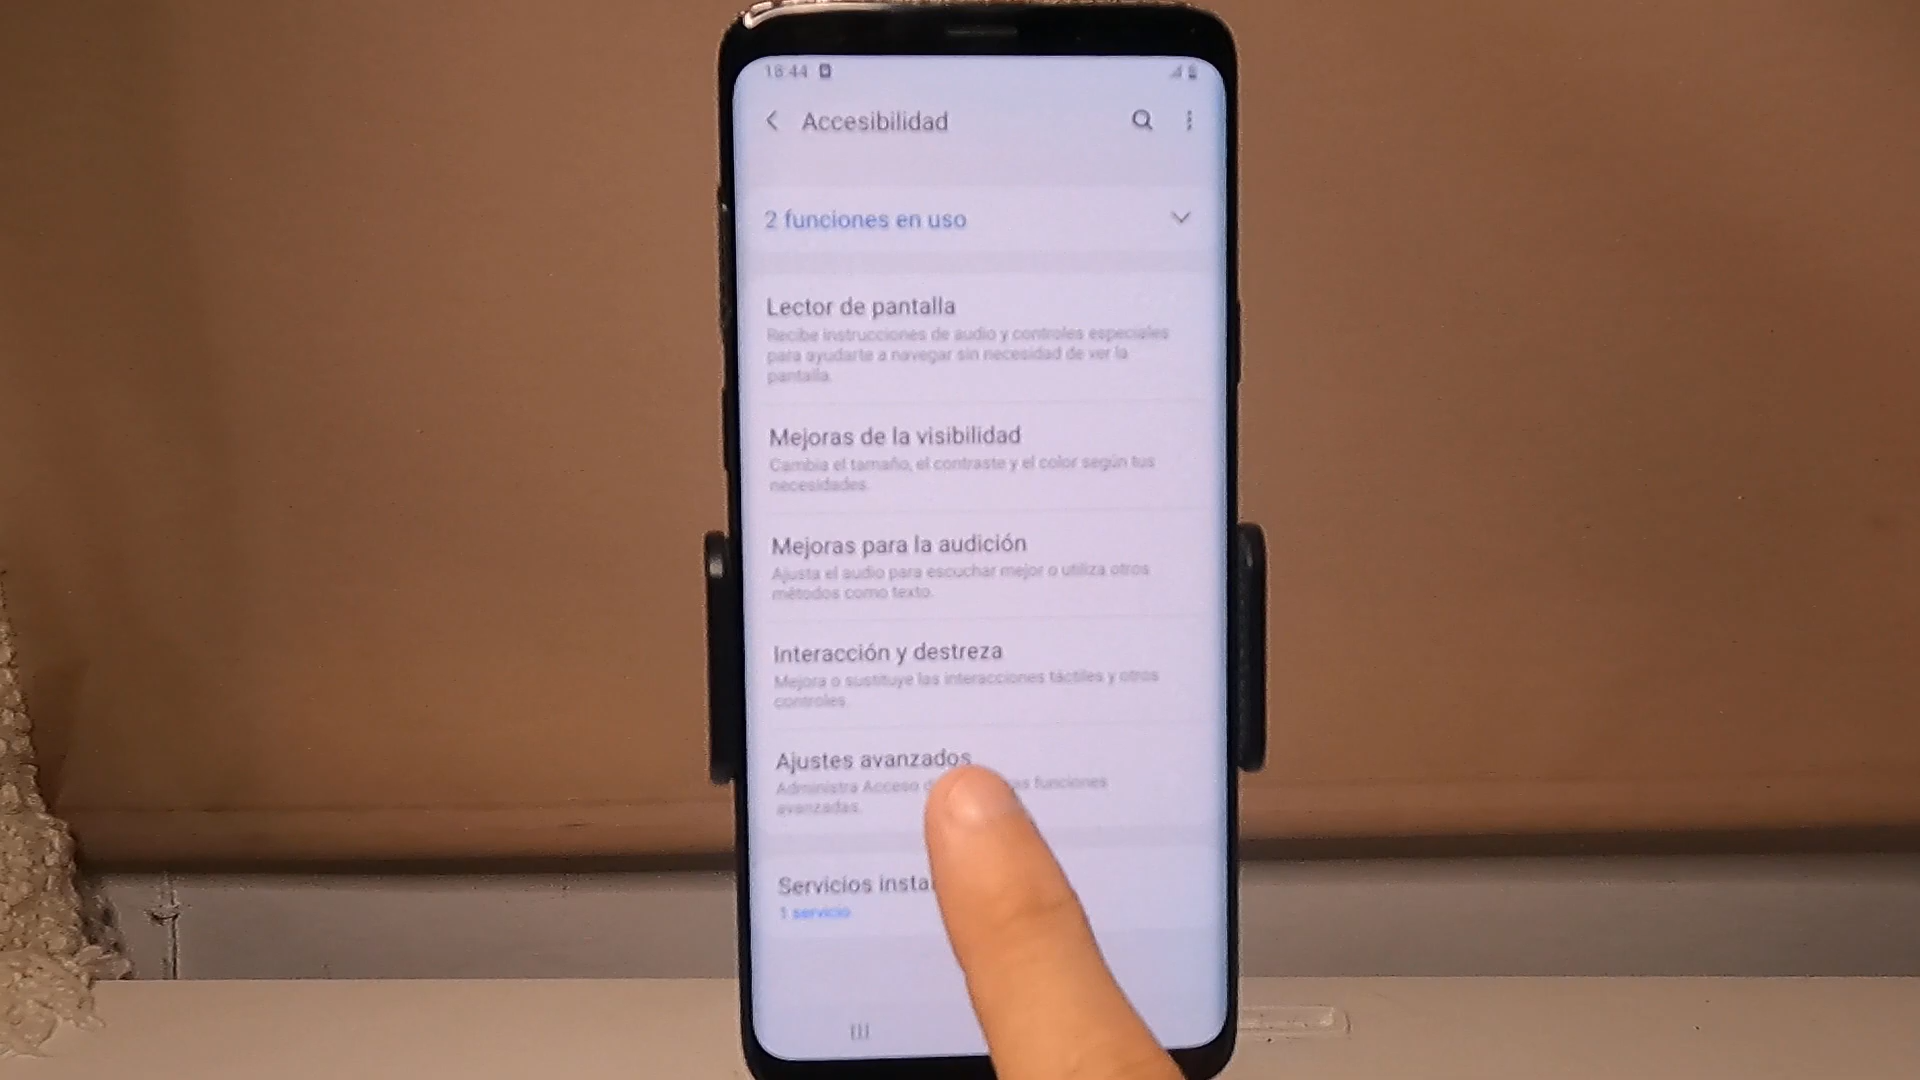 16:44
Accesibilidad
2 funciones en uso
Lector de pantalla
Recibe instrucciones de audio y controles especiales
para ayudarte a navegar sin necesidad de ver la
pantalla.
Mejoras de la visibilidad
Cambia el tamaño, el contraste y el color según tus
necesidades.
Mejoras para la audición
Ajusta el audio para escuchar mejor o utiliza otros
métodos como texto.
Interacción y destreza
Mejora o sustituye las interacciones táctiles y otros
controles.
Ajustes avanzados
Administra Acceso funciones
avanzadas.
Servicios
1 servicio